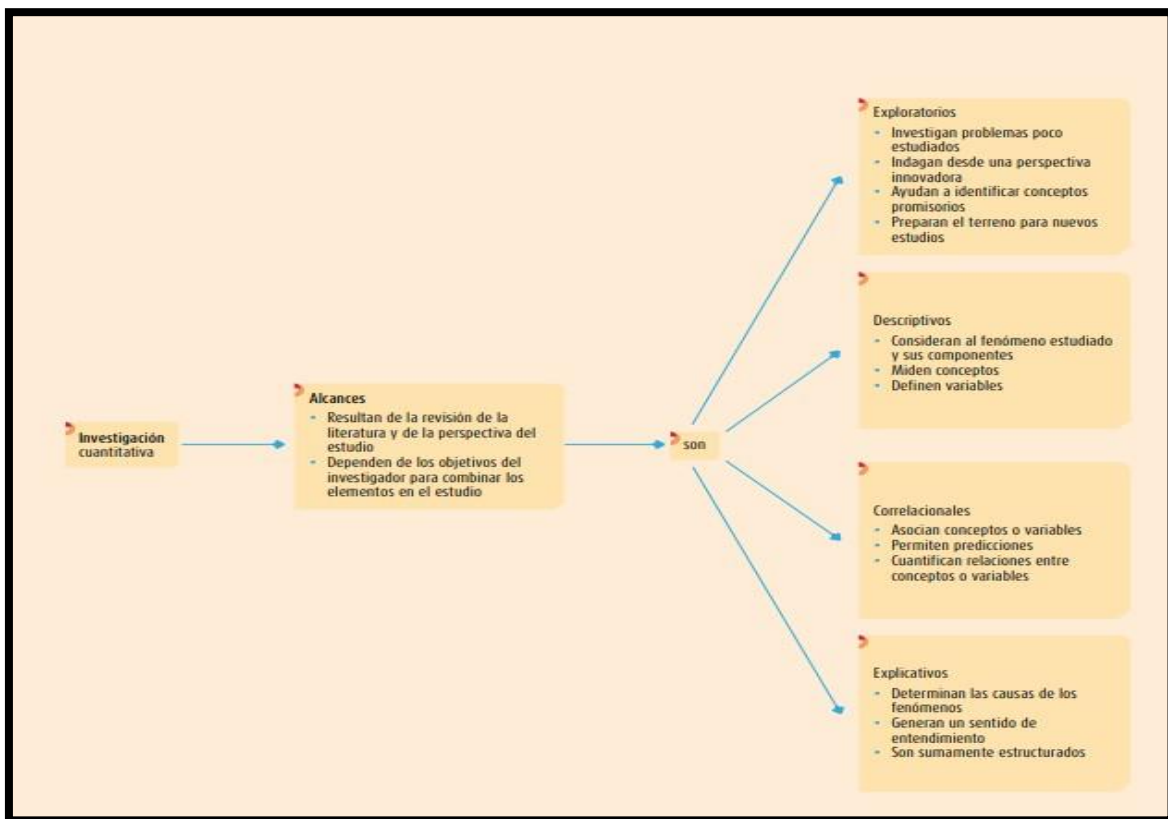 Investigación
cuantitativa
Alcances
- Resultan de la revisión de la
literatura y de la perspectiva del
estudio
- Dependen de los objetivos del
investigador para combinar los
elementos en el estudio
son
Exploratorios
- Investigan problemas poco
estudiados
- Indagan desde una perspectiva
innovadora
- Ayudan a identificar conceptos
promisorios
- Preparan el terreno para nuevos
estudios
Descriptivos
- Consideran al fenómeno estudiado
y sus componentes
- Miden conceptos
- Definen variables
Correlacionales
- Asocian conceptos o variables
- Permiten predicciones
- Cuantifican relaciones entre
conceptos o variables
Explicativos
- Determinan las causas de los
fenómenos
- Generan un sentido de
entendimiento
- Son sumamente estructurados